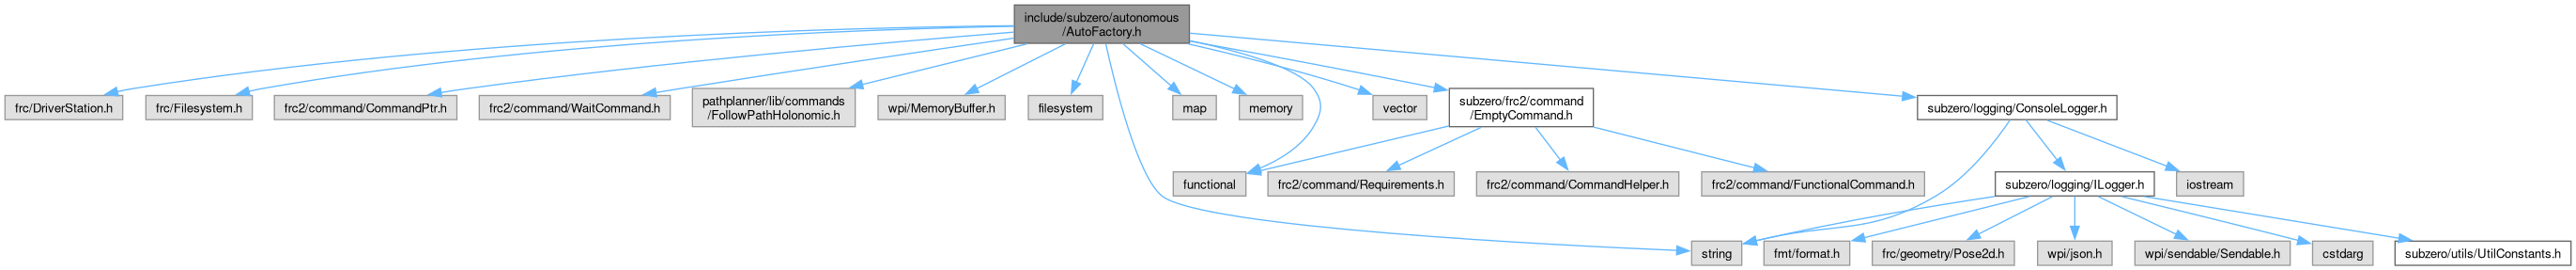 include/subzero/autonomous
/AutoFactory.h
frc/DriverStation.h
frc/Filesystem.h
frc2/command/CommandPtr.h
frc2/command/WaitCommand.h
pathplanner/lib/commands
/FollowPathHolonomic.h
wpi/MemoryBuffer.h
filesystem
map
memory
vector
subzero/frc2/command
/EmptyCommand.h
subzero/logging/ConsoleLogger.h
functional
frc2/command/Requirements.h
frc2/command/CommandHelper.h
frc2/command/FunctionalCommand.h
subzero/logging/ILogger.h
iostream
string
fmt/format.h
frc/geometry/Pose2d.h
wpi/json.h
wpi/sendable/Sendable.h
cstdarg
subzero/utils/UtilConstants.h